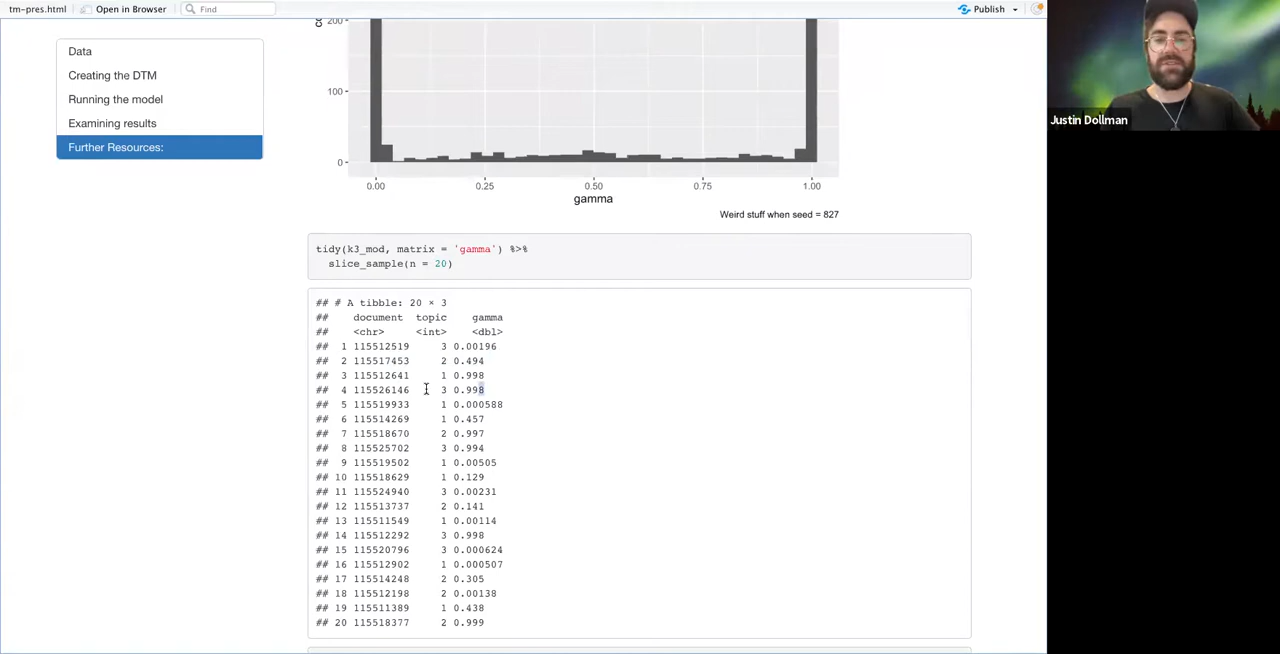 tm-pres.html Open in Browser Find Publish
Data
Creating the DTM
Running the model
Examining results
Further Resources:
200
100
0
0.00 0.25 0.50 0.75 1.00
gamma
Weird stuff when seed = 827
tidy(k3_mod, matrix = 'gamma') %>%
slice_sample(n = 20)
## # A tibble: 20 × 3
## document topic gamma
## <chr> <int> <dbl>
## 1 115512519 3 0.00196
## 2 115517453 2 0.494
## 3 115512641 1 0.998
## 4 115526146 3 0.998
## 5 115519933 1 0.000588
## 6 115514269 1 0.457
## 7 115518670 2 0.997
## 8 115525702 3 0.994
## 9 115519502 1 0.00505
## 10 115518629 1 0.129
## 11 115524940 3 0.00231
## 12 115513737 2 0.141
## 13 115511549 1 0.00114
## 14 115512292 3 0.998
## 15 115520796 3 0.000624
## 16 115512902 1 0.000507
## 17 115514248 2 0.305
## 18 115512198 2 0.00138
## 19 115511389 1 0.438
## 20 115518377 2 0.999
Justin Dollman